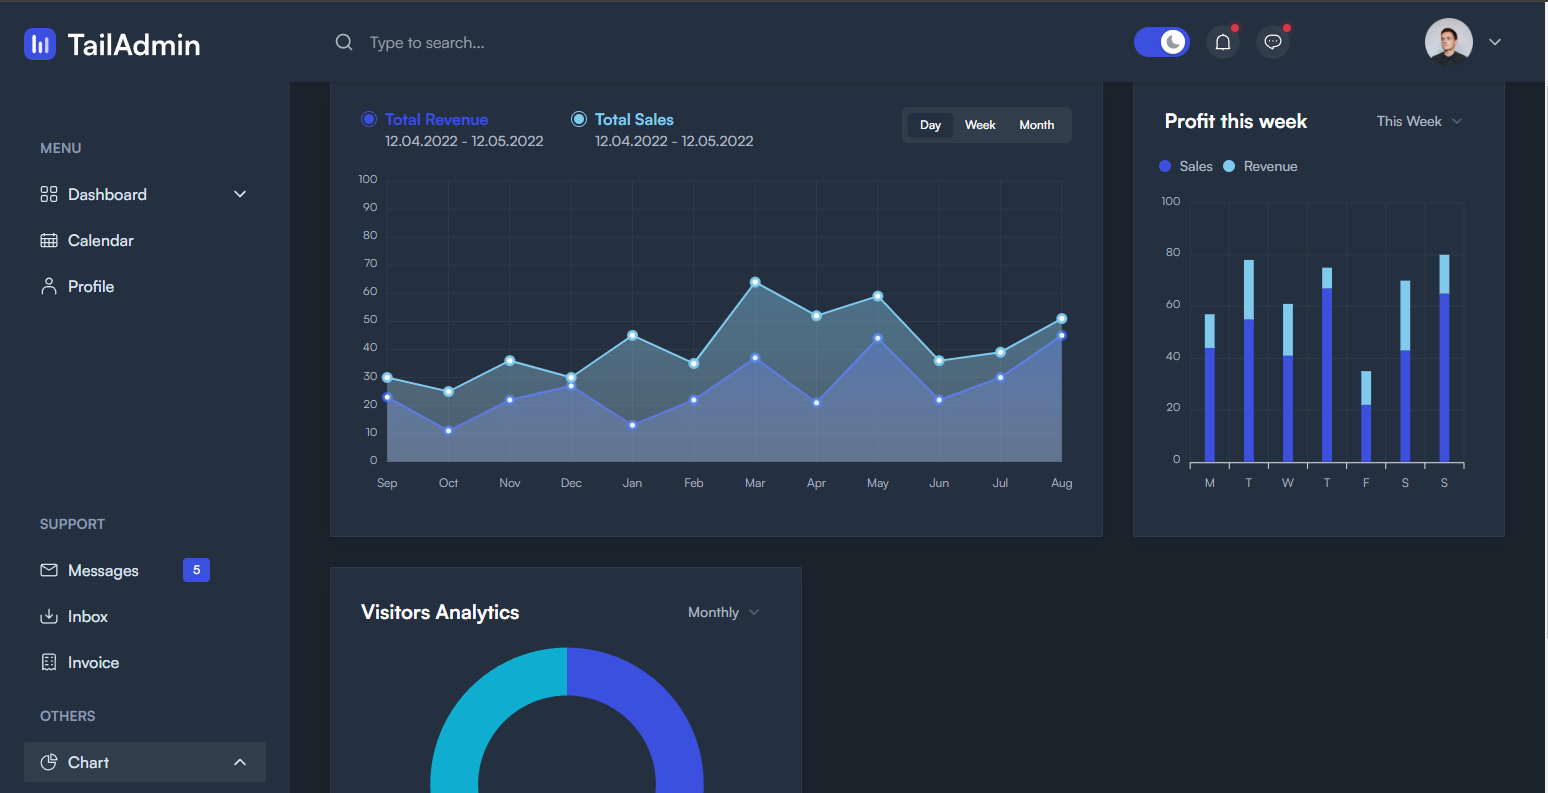 TailAdmin
Type to search...
MENU
Dashboard
Calendar
Profile
SUPPORT
Messages 5
Inbox
Invoice
OTHERS
Chart
Total Revenue
12.04.2022 - 12.05.2022
Total Sales
12.04.2022 - 12.05.2022
Day Week Month
100
90
80
70
60
50
40
30
20
10
0
Sep Oct Nov Dec Jan Feb Mar Apr May Jun Jul Aug
Profit this week
This Week
Sales Revenue
100
80
60
40
20
0
M T W T F S S
Visitors Analytics
Monthly